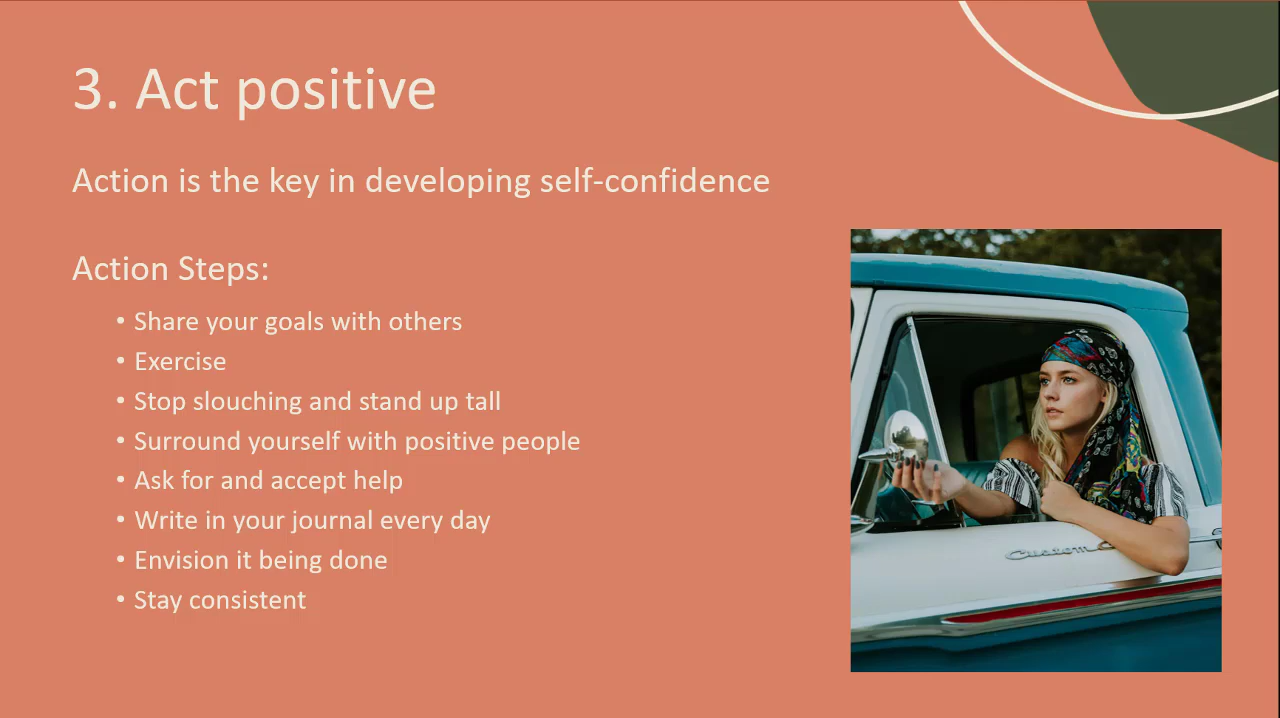 3. Act positive
Action is the key in developing self-confidence
Action Steps:
• Share your goals with others
• Exercise
• Stop slouching and stand up tall
• Surround yourself with positive people
• Ask for and accept help
• Write in your journal every day
• Envision it being done
• Stay consistent
Custom